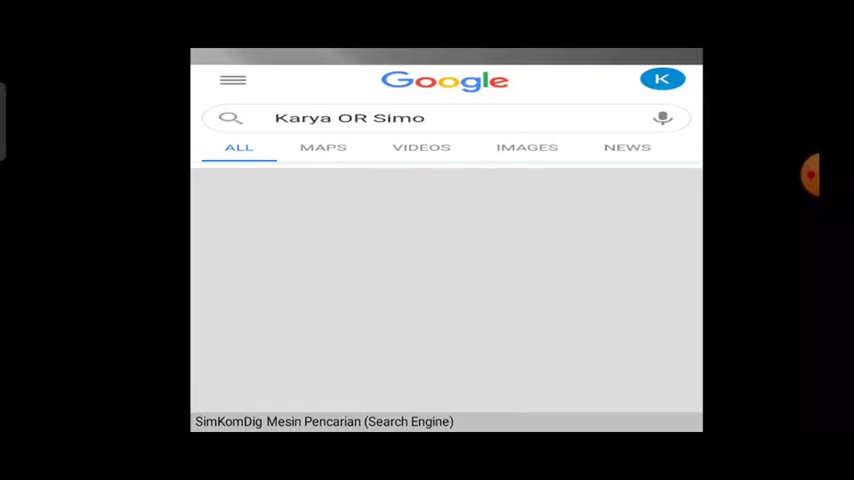 Google
K
Karya OR Simo
ALL MAPS VIDEOS IMAGES NEWS
SimKomDig Mesin Pencarian (Search Engine)